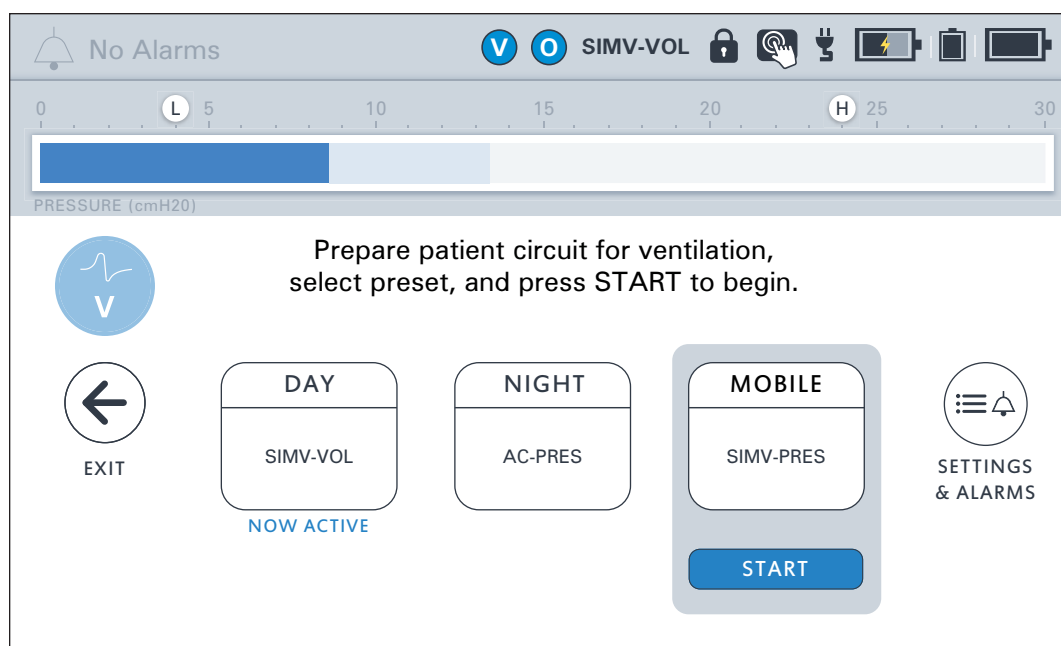 No Alarms
V O SIMV-VOL
0 L 5 10 15 20 H 25 30
PRESSURE (cmH20)
V
Prepare patient circuit for ventilation,
select preset, and press START to begin.
DAY NIGHT MOBILE
SIMV-VOL AC-PRES SIMV-PRES
EXIT
SETTINGS
& ALARMS
NOW ACTIVE
START